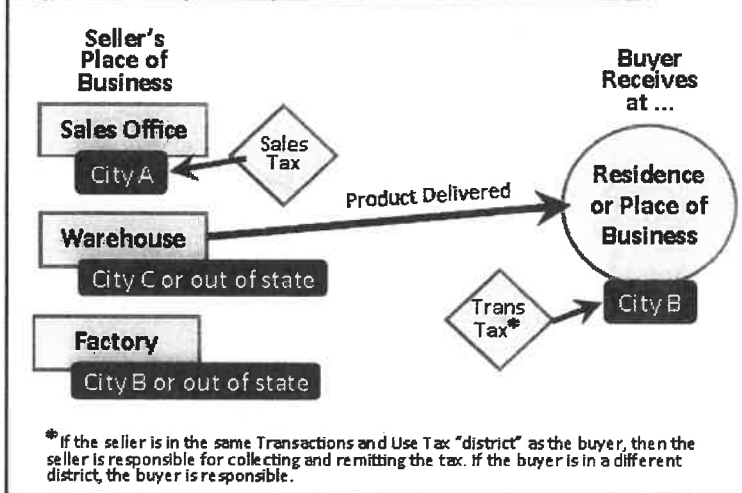 Seller's
Place of
Business
Buyer
Receives
at ...
Sales Office
City A
Sales
Tax
Product Delivered
Residence
or Place of
Business
City B
Warehouse
City C or out of state
Trans
Tax*
Factory
City B or out of state
*If the seller is in the same Transactions and Use Tax "district" as the buyer, then the
seller is responsible for collecting and remitting the tax. If the buyer is in a different
district, the buyer is responsible.